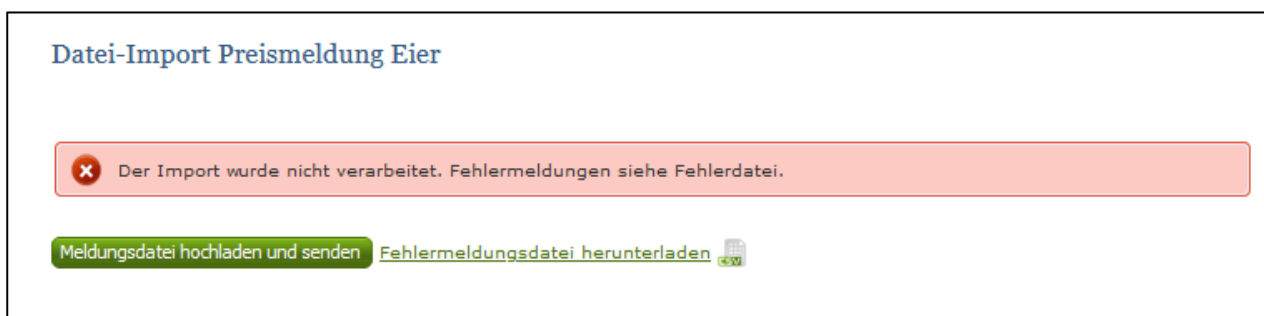 Datei-Import Preismeldung Eier
Der Import wurde nicht verarbeitet. Fehlermeldungen siehe Fehlerdatei.
Meldungsdatei hochladen und senden Fehlermeldungsdatei herunterladen